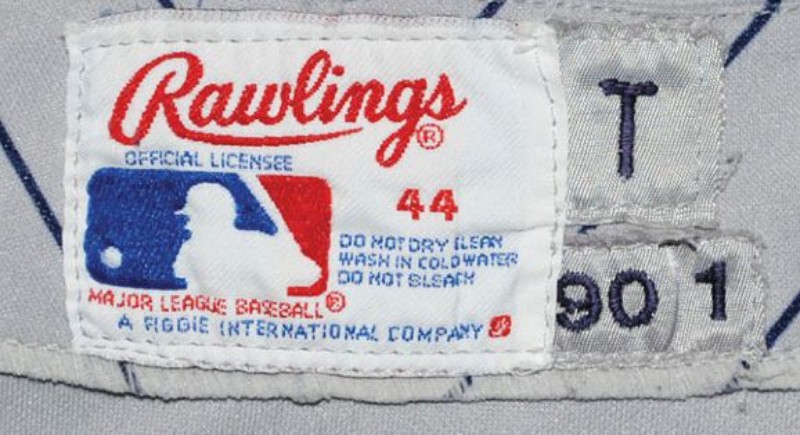 Rawlings®
OFFICIAL LICENSEE
44
DO NOT DRY CLEAN
WASH IN COLD WATER
DO NOT BLEACH
MAJOR LEAGUE BASEBALL®
A FIGGIE INTERNATIONAL COMPANY
T
90 1